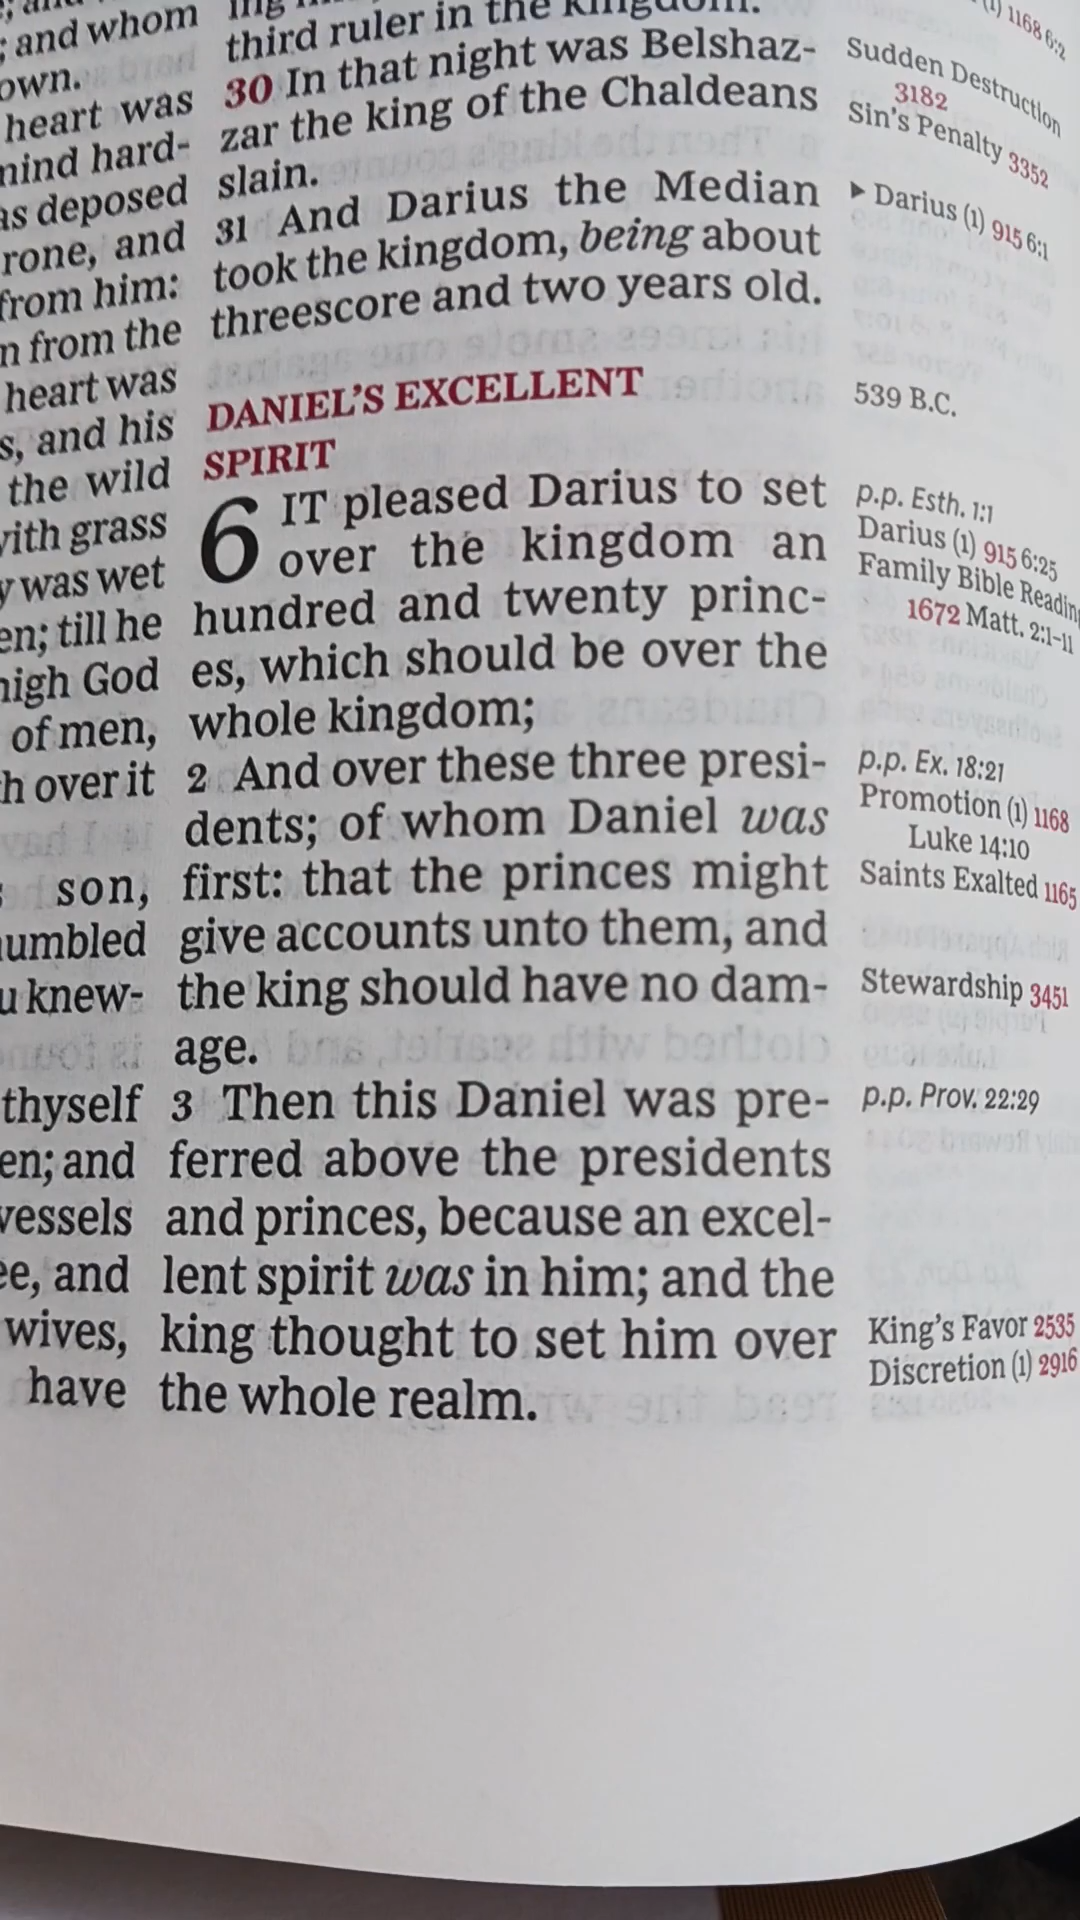 ; and whom
own.
heart was
mind hard-
as deposed
rone, and
from him:
n from the
heart was
s, and his
the wild
with grass
y was wet
en; till he
high God
of men,
h over it
son,
umbled
u knew-
thyself
en; and
vessels
ee, and
wives,
have
third ruler in the kingdom.
30 In that night was Belshaz-
zar the king of the Chaldeans
slain.
31 And Darius the Median
took the kingdom, being about
threescore and two years old.
DANIEL'S EXCELLENT
SPIRIT
6 IT pleased Darius to set
over the kingdom an
hundred and twenty princ-
es, which should be over the
whole kingdom;
2 And over these three presi-
dents; of whom Daniel was
first: that the princes might
give accounts unto them, and
the king should have no dam-
age.
3 Then this Daniel was pre-
ferred above the presidents
and princes, because an excel-
lent spirit was in him; and the
king thought to set him over
the whole realm.
(1) 1168 6:2
Sudden Destruction
3182
Sin's Penalty 3352
▶ Darius (1) 915 6:1
539 B.C.
p.p. Esth. 1:1
Darius (1) 915 6:25
Family Bible Reading
1672 Matt. 2:1-11
p.p. Ex. 18:21
Promotion (1) 1168
Luke 14:10
Saints Exalted 1165
Stewardship 3451
p.p. Prov. 22:29
King's Favor 2535
Discretion (1) 2916